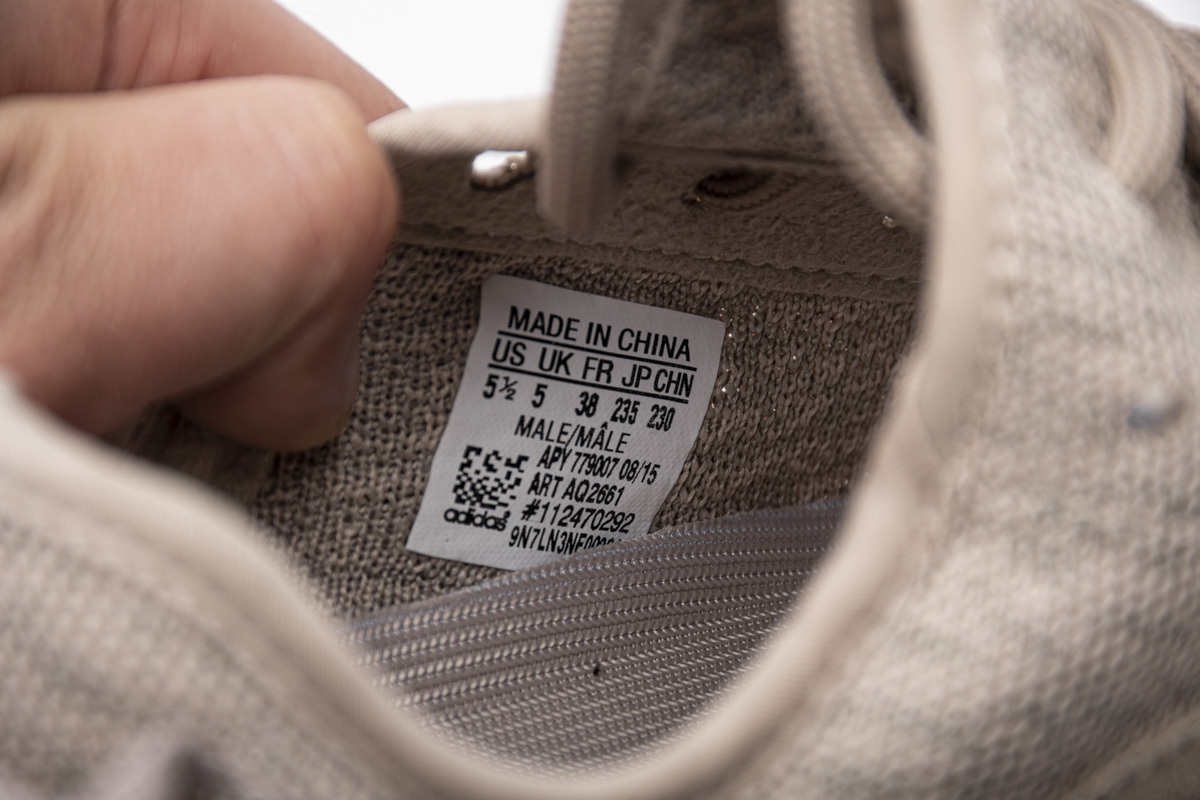 MADE IN CHINA
US UK FR JP CHN
5½ 5 38 235 230
MALE/MÂLE
APY 779007 08/15
ART AQ2661
#112470292
adidas